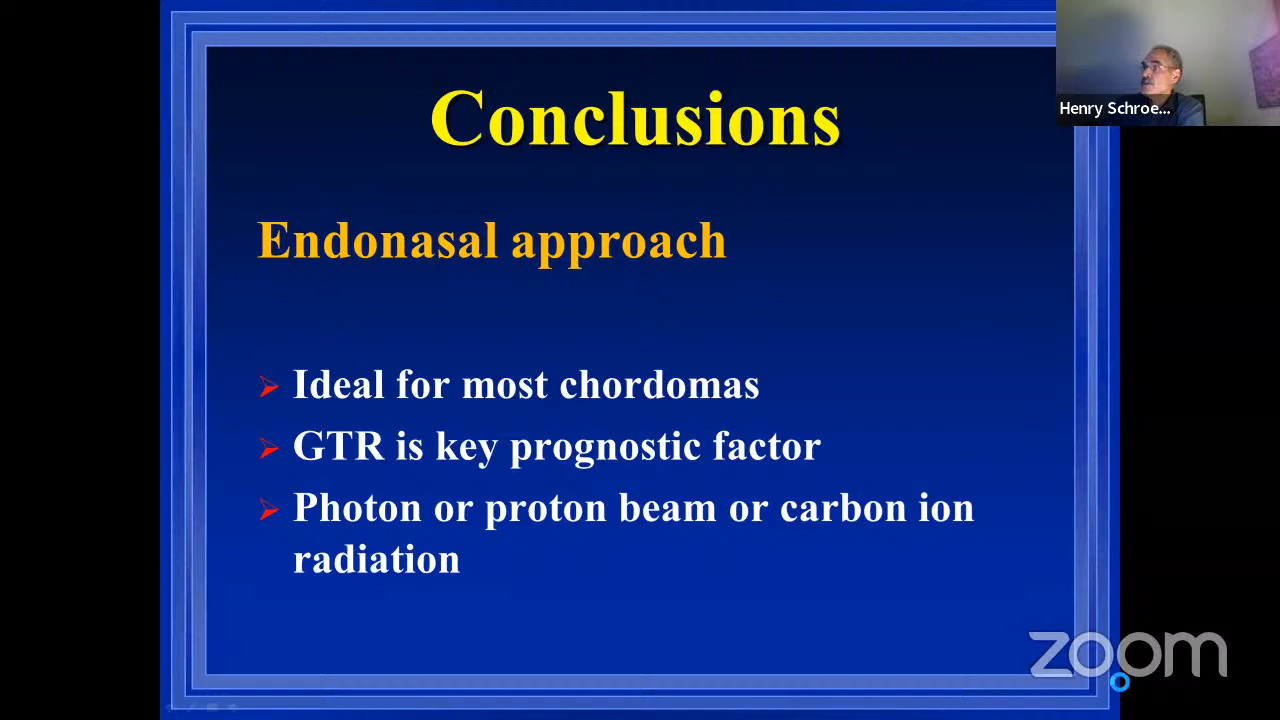 Conclusions
Henry Schroe...
Endonasal approach
Ideal for most chordomas
GTR is key prognostic factor
Photon or proton beam or carbon ion
radiation
zoom